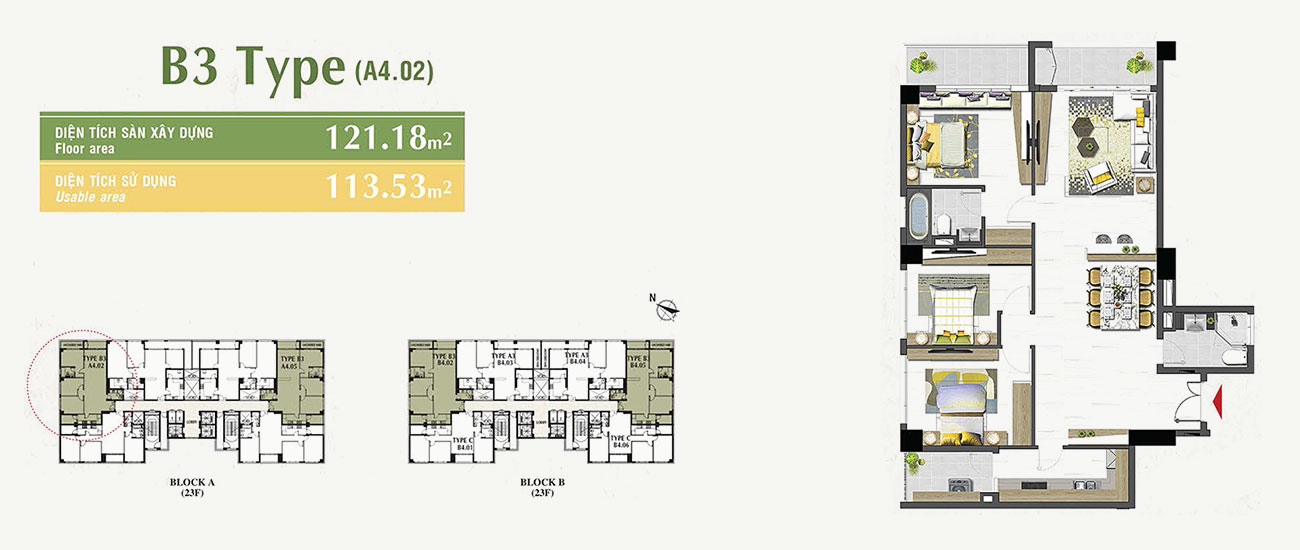 B3 Type (A4.02)
DIỆN TÍCH SÀN XÂY DỰNG
Floor area
121.18m2
DIỆN TÍCH SỬ DỤNG
Usable area
113.53m2
N
TYPE B3
A4.02
TYPE B3
A4.05
LOBBY
BLOCK A
(23F)
TYPE B3
B4.02
TYPE A3
B4.03
TYPE A3
B4.04
TYPE B3
B4.05
LOBBY
TYPE C
B4.01
TYPE C
B4.06
BLOCK B
(23F)